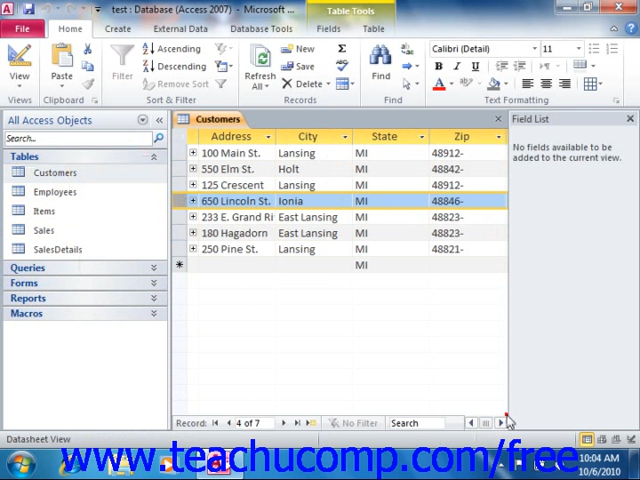 test : Database (Access 2007) - Microsoft ...
Table Tools
File Home Create External Data Database Tools Fields Table
View
Views
Paste
Clipboard
Filter
Ascending
Descending
Remove Sort
Sort & Filter
Refresh All
New
Save
Delete
Records
Find
Find
Calibri (Detail) 11
B I U
A
Text Formatting
All Access Objects
Search...
Tables
Customers
Employees
Items
Sales
SalesDetails
Queries
Forms
Reports
Macros
Customers
Address City State Zip
100 Main St. Lansing MI 48912-
550 Elm St. Holt MI 48842-
125 Crescent Lansing MI 48912-
650 Lincoln St. Ionia MI 48846-
233 E. Grand Ri East Lansing MI 48823-
180 Hagadorn East Lansing MI 48823-
250 Pine St. Lansing MI 48821-
MI
Record: 4 of 7 No Filter Search
Field List
No fields available to be
added to the current view.
Datasheet View
www.teachucomp.com/free
10:04 AM
10/6/2010